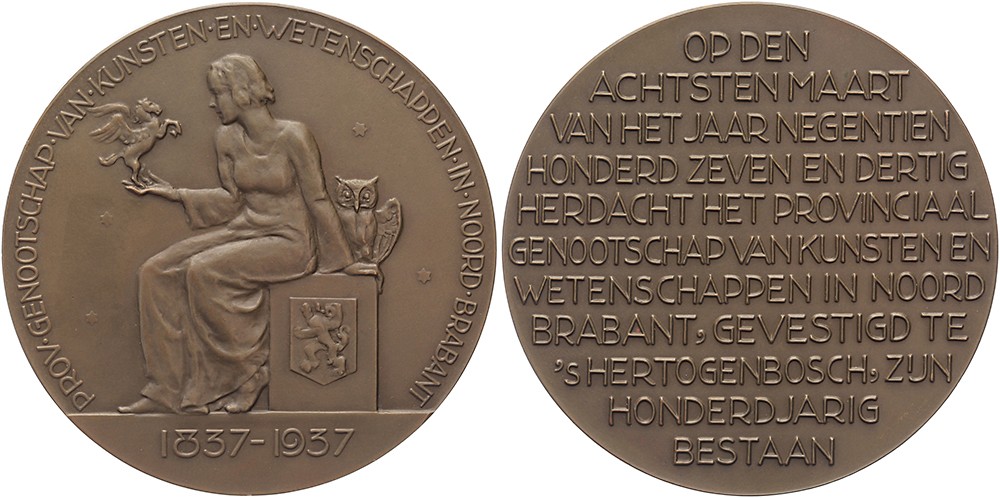 PROV·GENOOTSCHAP·VAN·KUNSTEN·EN·WETENSCHAPPEN·IN·NOORD·BRABANT
1837-1937
OP DEN
ACHTSTEN MAART
VAN HET JAAR NEGENTIEN
HONDERD ZEVEN EN DERTIG
HERDACHT HET PROVINCIAAL
GENOOTSCHAP VAN KUNSTEN EN
WETENSCHAPPEN IN NOORD
BRABANT, GEVESTIGD TE
'S HERTOGENBOSCH, ZIJN
HONDERDJARIG
BESTAAN